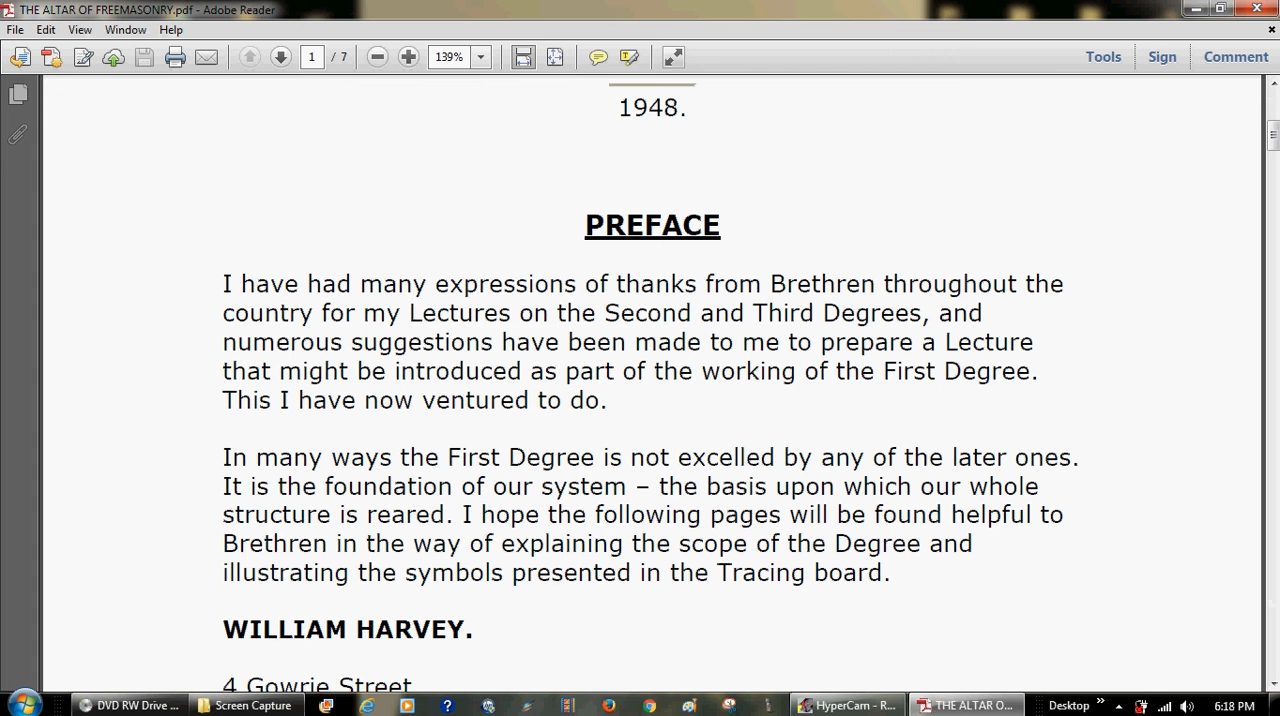 THE ALTAR OF FREEMASONRY.pdf - Adobe Reader
File Edit View Window Help
1 / 7 139% Tools Sign Comment
1948.
PREFACE
I have had many expressions of thanks from Brethren throughout the
country for my Lectures on the Second and Third Degrees, and
numerous suggestions have been made to me to prepare a Lecture
that might be introduced as part of the working of the First Degree.
This I have now ventured to do.
In many ways the First Degree is not excelled by any of the later ones.
It is the foundation of our system – the basis upon which our whole
structure is reared. I hope the following pages will be found helpful to
Brethren in the way of explaining the scope of the Degree and
illustrating the symbols presented in the Tracing board.
WILLIAM HARVEY.
4 Gowrie Street
DVD RW Drive ... Screen Capture HyperCam - R... THE ALTAR O... Desktop 6:18 PM